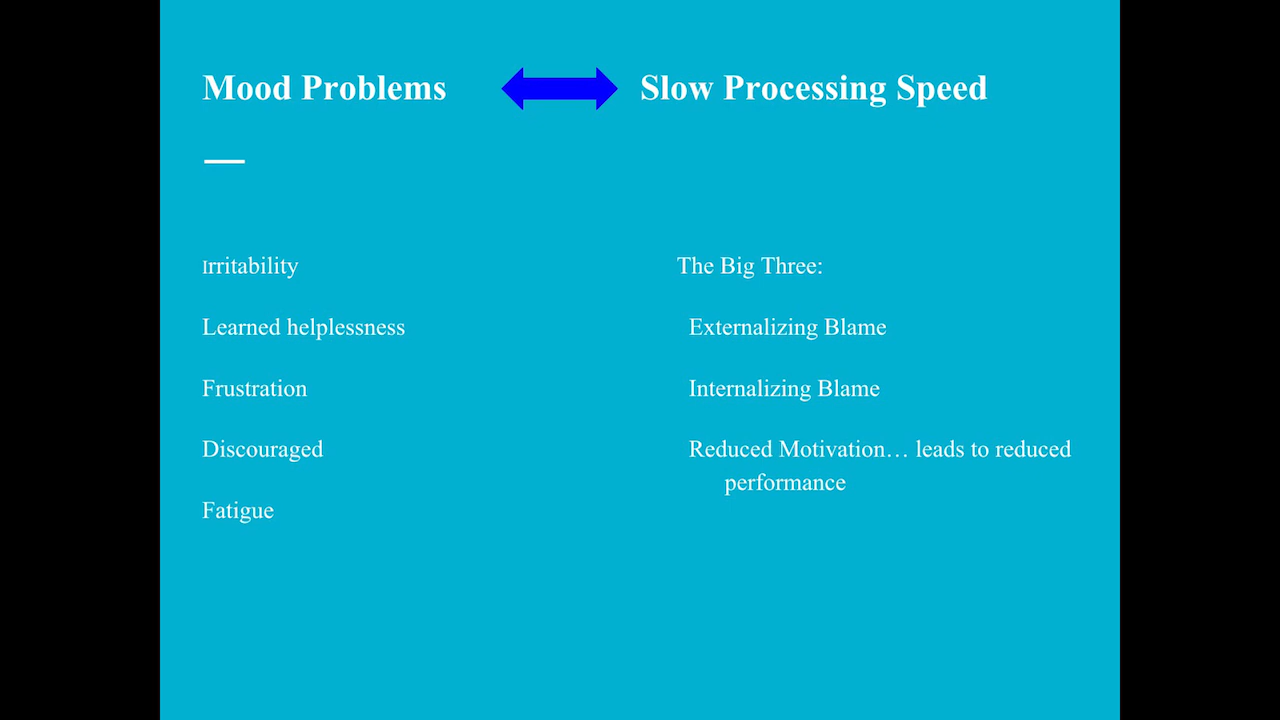 Mood Problems
Slow Processing Speed
Irritability
Learned helplessness
Frustration
Discouraged
Fatigue
The Big Three:
Externalizing Blame
Internalizing Blame
Reduced Motivation… leads to reduced
performance